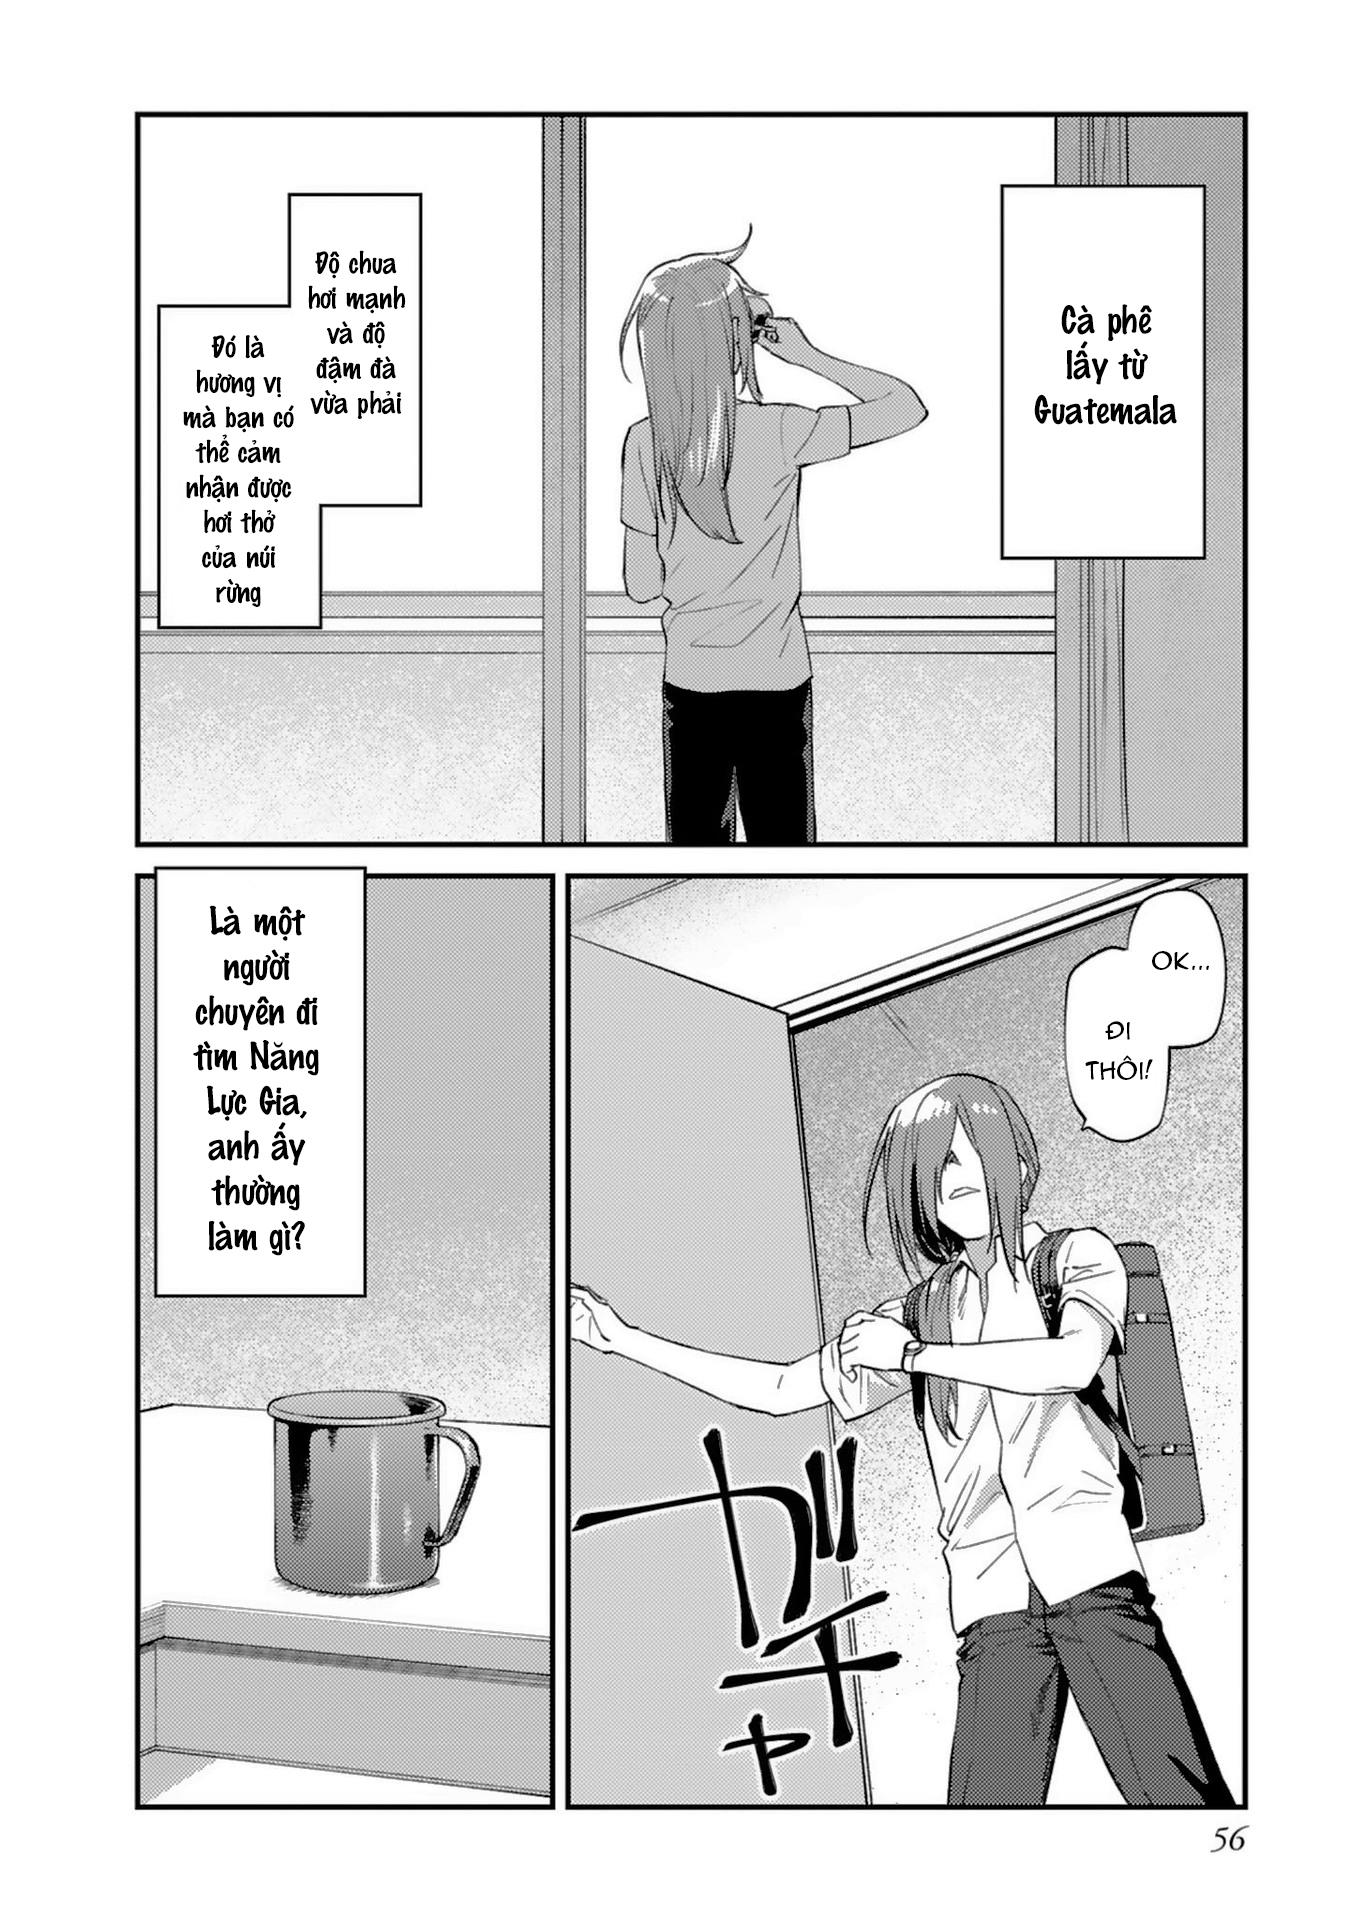 Cà phê
lấy từ
Guatemala
Độ chua
hơi mạnh
và độ
đậm đà
vừa phải
Đó là
hương vị
mà bạn có
thể cảm
nhận được
hơi thở
của núi
rừng
OK...
ĐI
THÔI!
ガチャ
Là một
người
chuyên đi
tìm Năng
Lực Gia,
anh ấy
thường
làm gì?
56